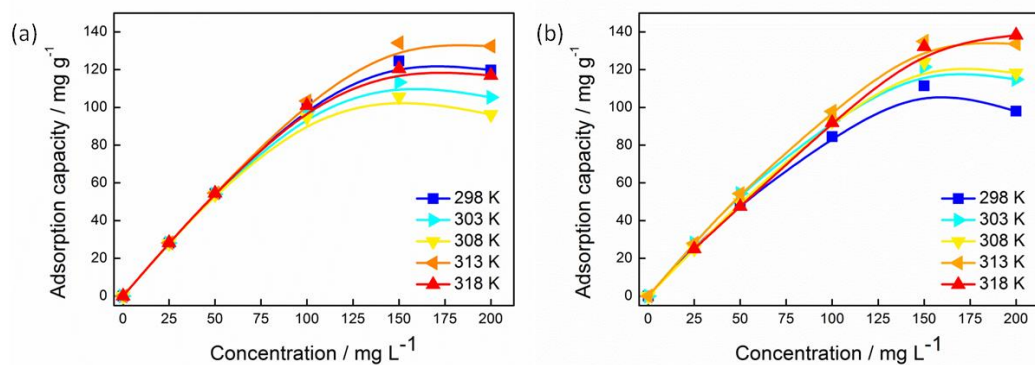 (a)
Adsorption capacity / mg g⁻¹
140
120
100
80
60
40
20
0
298 K
303 K
308 K
313 K
318 K
0 25 50 75 100 125 150 175 200
Concentration / mg L⁻¹
(b)
Adsorption capacity / mg g⁻¹
140
120
100
80
60
40
20
0
298 K
303 K
308 K
313 K
318 K
0 25 50 75 100 125 150 175 200
Concentration / mg L⁻¹